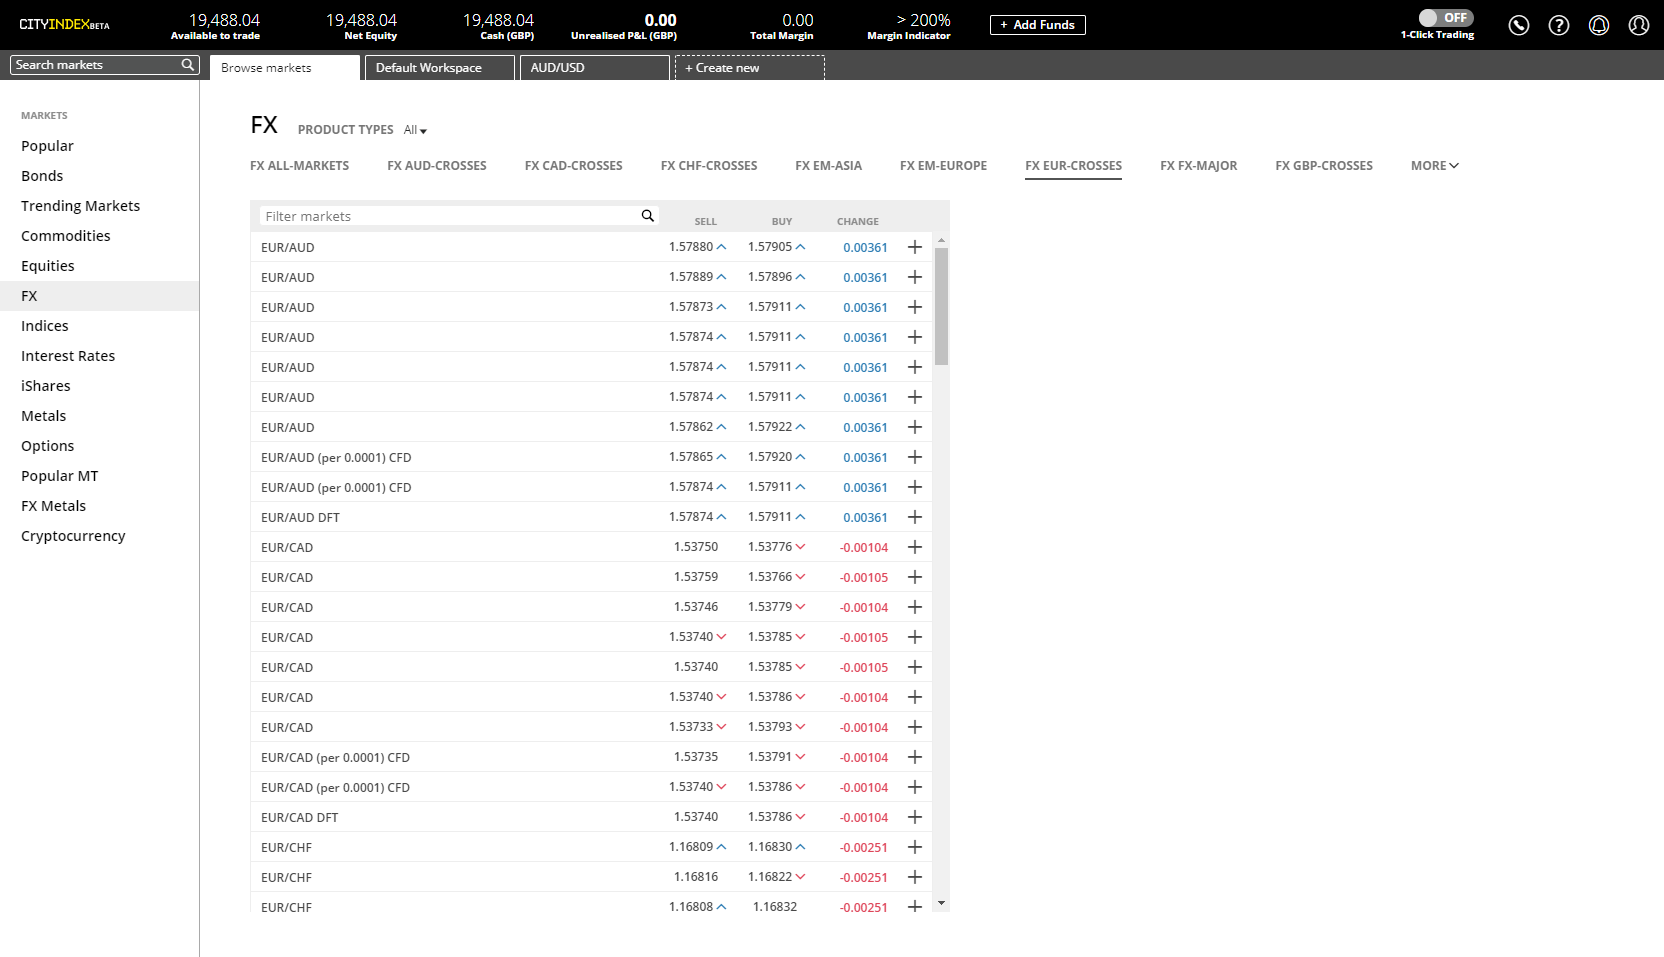 CITYINDEXBETA
19,488.04
Available to trade
19,488.04
Net Equity
19,488.04
Cash (GBP)
0.00
Unrealised P&L (GBP)
0.00
Total Margin
> 200%
Margin Indicator
+ Add Funds
OFF
1-Click Trading
Search markets
Browse markets
Default Workspace
AUD/USD
+ Create new
MARKETS
Popular
Bonds
Trending Markets
Commodities
Equities
FX
Indices
Interest Rates
iShares
Metals
Options
Popular MT
FX Metals
Cryptocurrency
FX PRODUCT TYPES All
FX ALL-MARKETS FX AUD-CROSSES FX CAD-CROSSES FX CHF-CROSSES FX EM-ASIA FX EM-EUROPE FX EUR-CROSSES FX FX-MAJOR FX GBP-CROSSES MORE
Filter markets SELL BUY CHANGE
EUR/AUD 1.57880 1.57905 0.00361 +
EUR/AUD 1.57889 1.57896 0.00361 +
EUR/AUD 1.57873 1.57911 0.00361 +
EUR/AUD 1.57874 1.57911 0.00361 +
EUR/AUD 1.57874 1.57911 0.00361 +
EUR/AUD 1.57874 1.57911 0.00361 +
EUR/AUD 1.57862 1.57922 0.00361 +
EUR/AUD (per 0.0001) CFD 1.57865 1.57920 0.00361 +
EUR/AUD (per 0.0001) CFD 1.57874 1.57911 0.00361 +
EUR/AUD DFT 1.57874 1.57911 0.00361 +
EUR/CAD 1.53750 1.53776 -0.00104 +
EUR/CAD 1.53759 1.53766 -0.00105 +
EUR/CAD 1.53746 1.53779 -0.00104 +
EUR/CAD 1.53740 1.53785 -0.00105 +
EUR/CAD 1.53740 1.53785 -0.00105 +
EUR/CAD 1.53740 1.53786 -0.00104 +
EUR/CAD 1.53733 1.53793 -0.00104 +
EUR/CAD (per 0.0001) CFD 1.53735 1.53791 -0.00104 +
EUR/CAD (per 0.0001) CFD 1.53740 1.53786 -0.00104 +
EUR/CAD DFT 1.53740 1.53786 -0.00104 +
EUR/CHF 1.16809 1.16830 -0.00251 +
EUR/CHF 1.16816 1.16822 -0.00251 +
EUR/CHF 1.16808 1.16832 -0.00251 +